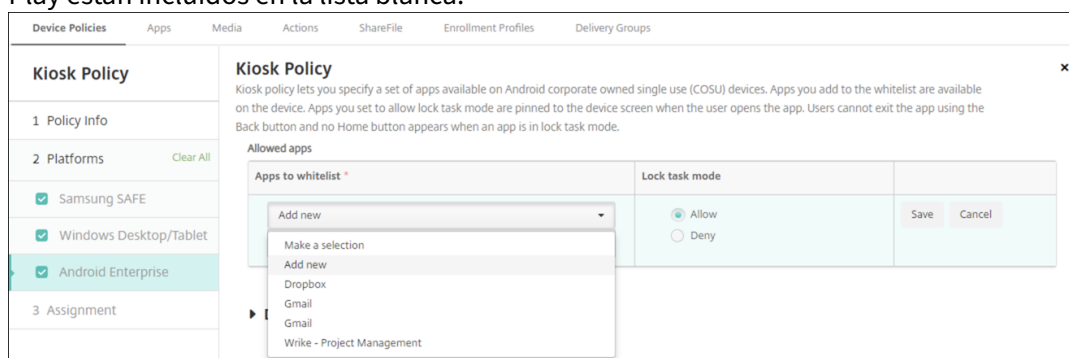 Play están incluidos en la lista blanca.
Device Policies Apps Media Actions ShareFile Enrollment Profiles Delivery Groups
Kiosk Policy
1 Policy Info
2 Platforms Clear All
Samsung SAFE
Windows Desktop/Tablet
Android Enterprise
3 Assignment
Kiosk Policy
Kiosk policy lets you specify a set of apps available on Android corporate owned single use (COSU) devices. Apps you add to the whitelist are available
on the device. Apps you set to allow lock task mode are pinned to the device screen when the user opens the app. Users cannot exit the app using the
Back button and no Home button appears when an app is in lock task mode.
Allowed apps
Apps to whitelist * Lock task mode
Add new Allow Save Cancel
Deny
Make a selection
Add new
Dropbox
Gmail
Gmail
Wrike - Project Management